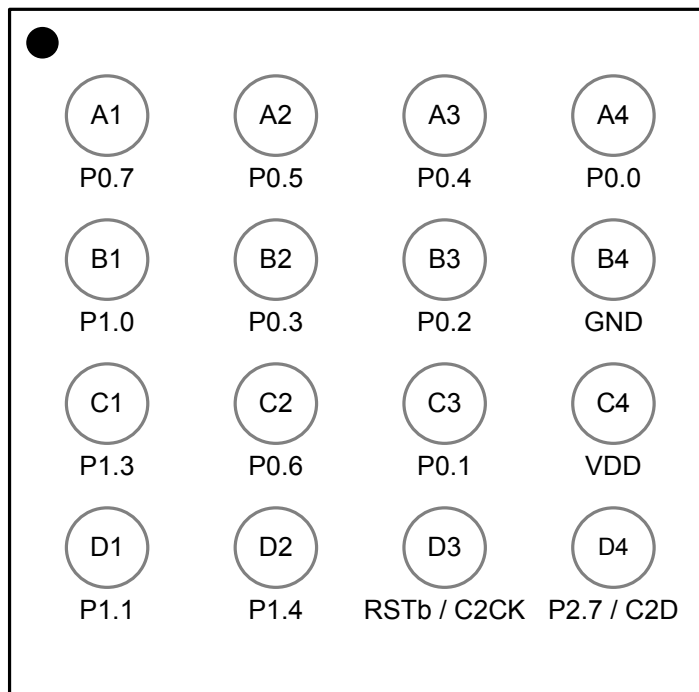 A1 A2 A3 A4
P0.7 P0.5 P0.4 P0.0
B1 B2 B3 B4
P1.0 P0.3 P0.2 GND
C1 C2 C3 C4
P1.3 P0.6 P0.1 VDD
D1 D2 D3 D4
P1.1 P1.4 RSTb / C2CK P2.7 / C2D